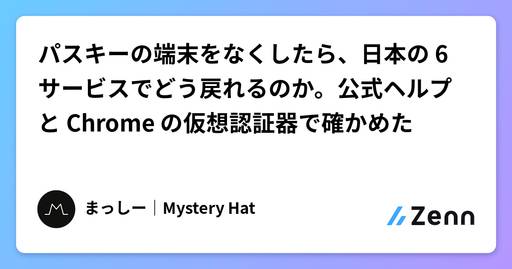 パスキーの端末をなくしたら、日本の 6
サービスでどう戻れるのか。公式ヘルプ
と Chrome の仮想認証器で確かめた
まっしー｜Mystery Hat
Zenn